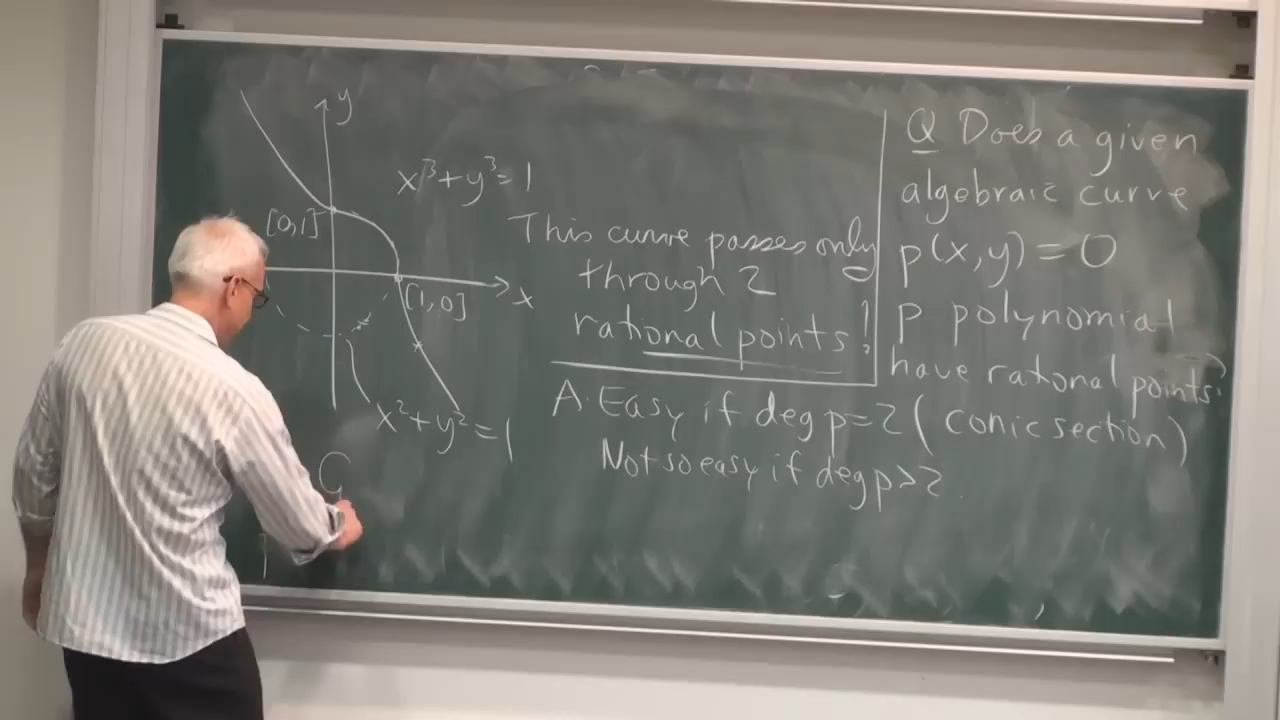 y
x³+y³=1
[0,1]
x
[1,0]
x²+y²=1
C
This curve passes only
through 2
rational points!
Q Does a given
algebraic curve
p(x,y)=0
p polynomial
have rational points?
A. Easy if deg p=2 (conic section)
Not so easy if deg p>2.